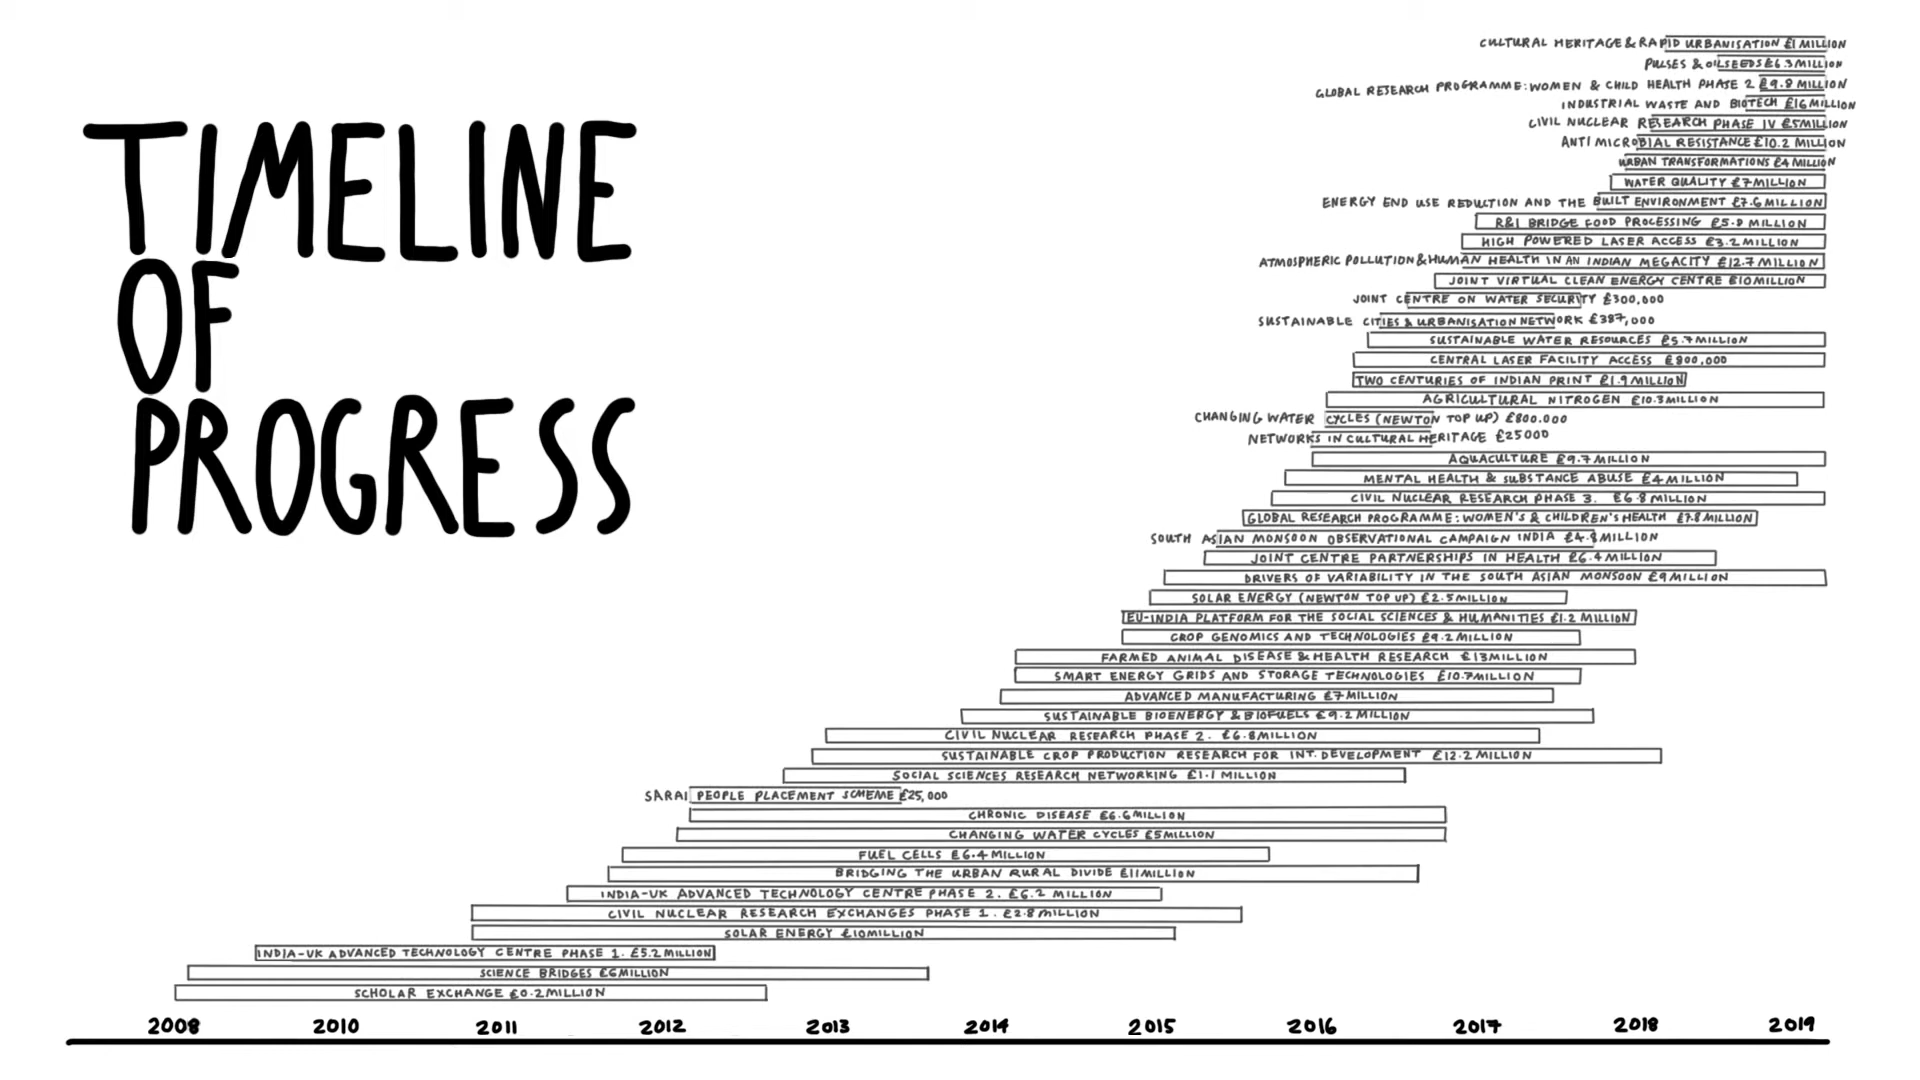 TIMELINE
OF
PROGRESS
CULTURAL HERITAGE & RAPID URBANISATION £1 MILLION
PULSES & OILSEEDS £6.3 MILLION
GLOBAL RESEARCH PROGRAMME: WOMEN & CHILD HEALTH PHASE 2 £9.8 MILLION
INDUSTRIAL WASTE AND BIOTECH £16 MILLION
CIVIL NUCLEAR RESEARCH PHASE IV £5 MILLION
ANTI MICROBIAL RESISTANCE £10.2 MILLION
URBAN TRANSFORMATIONS £4 MILLION
WATER QUALITY £7 MILLION
ENERGY END USE REDUCTION AND THE BUILT ENVIRONMENT £7.6 MILLION
R&I BRIDGE FOOD PROCESSING £5.8 MILLION
HIGH POWERED LASER ACCESS £3.2 MILLION
ATMOSPHERIC POLLUTION & HUMAN HEALTH IN AN INDIAN MEGACITY £12.7 MILLION
JOINT VIRTUAL CLEAN ENERGY CENTRE £10 MILLION
JOINT CENTRE ON WATER SECURITY £300,000
SUSTAINABLE CITIES & URBANISATION NETWORK £387,000
SUSTAINABLE WATER RESOURCES £5.7 MILLION
CENTRAL LASER FACILITY ACCESS £800,000
TWO CENTURIES OF INDIAN PRINT £1.9 MILLION
AGRICULTURAL NITROGEN £10.3 MILLION
CHANGING WATER CYCLES (NEWTON TOP UP) £800.000
NETWORKS IN CULTURAL HERITAGE £25000
AQUACULTURE £9.7 MILLION
MENTAL HEALTH & SUBSTANCE ABUSE £4 MILLION
CIVIL NUCLEAR RESEARCH PHASE 3. £6.8 MILLION
GLOBAL RESEARCH PROGRAMME: WOMEN'S & CHILDREN'S HEALTH £7.8 MILLION
SOUTH ASIAN MONSOON OBSERVATIONAL CAMPAIGN INDIA £4.8 MILLION
JOINT CENTRE PARTNERSHIPS IN HEALTH £6.4 MILLION
DRIVERS OF VARIABILITY IN THE SOUTH ASIAN MONSOON £9 MILLION
SOLAR ENERGY (NEWTON TOP UP) £2.5 MILLION
EU-INDIA PLATFORM FOR THE SOCIAL SCIENCES & HUMANITIES £1.2 MILLION
CROP GENOMICS AND TECHNOLOGIES £9.2 MILLION
FARMED ANIMAL DISEASE & HEALTH RESEARCH £13 MILLION
SMART ENERGY GRIDS AND STORAGE TECHNOLOGIES £10.7 MILLION
ADVANCED MANUFACTURING £7 MILLION
SUSTAINABLE BIOENERGY & BIOFUELS £9.2 MILLION
CIVIL NUCLEAR RESEARCH PHASE 2. £6.8 MILLION
SUSTAINABLE CROP PRODUCTION RESEARCH FOR INT. DEVELOPMENT £12.2 MILLION
SOCIAL SCIENCES RESEARCH NETWORKING £1.1 MILLION
SARAI PEOPLE PLACEMENT SCHEME £25,000
CHRONIC DISEASE £6.6 MILLION
CHANGING WATER CYCLES £5 MILLION
FUEL CELLS £6.4 MILLION
BRIDGING THE URBAN RURAL DIVIDE £11 MILLION
INDIA-UK ADVANCED TECHNOLOGY CENTRE PHASE 2. £6.2 MILLION
CIVIL NUCLEAR RESEARCH EXCHANGES PHASE 1. £2.8 MILLION
SOLAR ENERGY £10 MILLION
INDIA-UK ADVANCED TECHNOLOGY CENTRE PHASE 1. £5.2 MILLION
SCIENCE BRIDGES £6 MILLION
SCHOLAR EXCHANGE £0.2 MILLION
2008 2010 2011 2012 2013 2014 2015 2016 2017 2018 2019